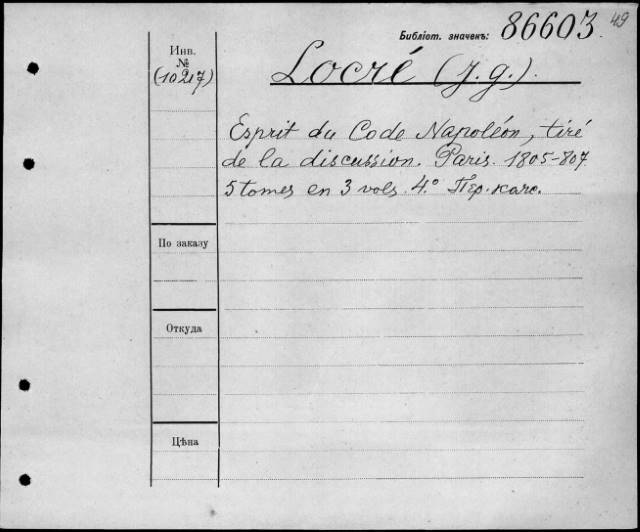 Библіот. значекъ: 86603. 49
Инв.
№
(10217)
Locré (J. G.).
Esprit du Code Napoléon, tiré
de la discussion. Paris. 1805-807
5 tomes en 3 vols. 4.º Пер. кож.
По заказу
Откуда
Цѣна